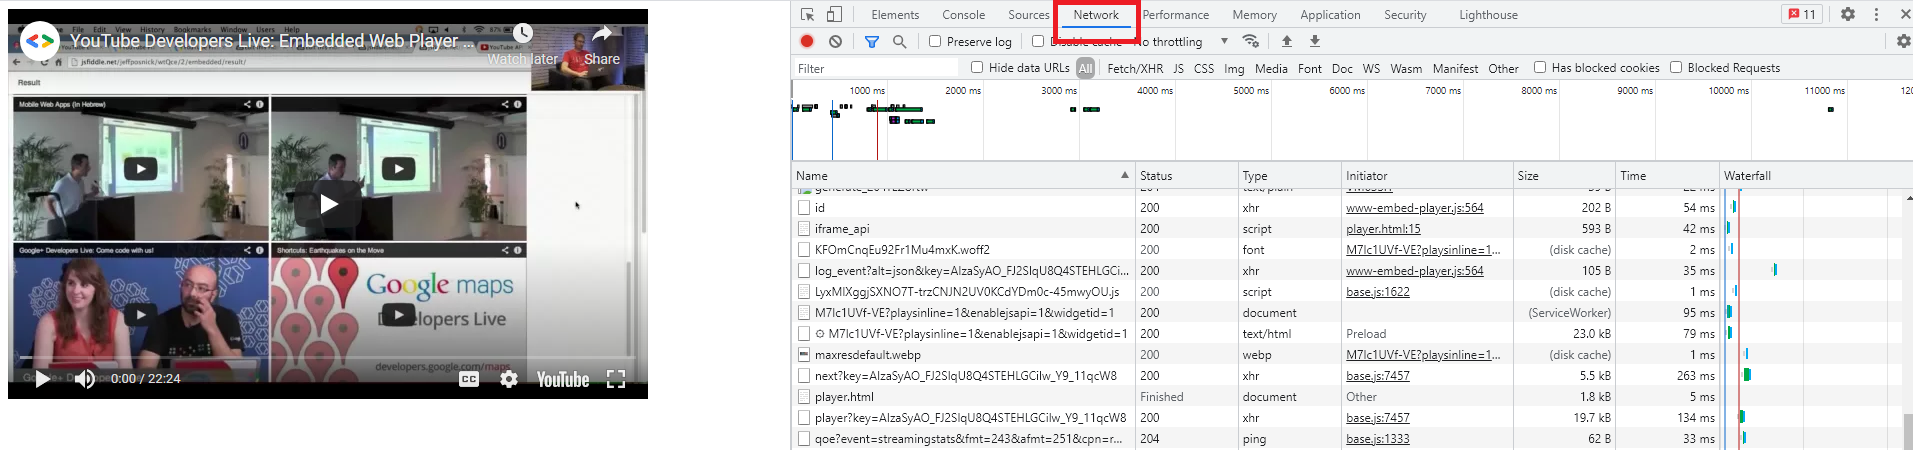 YouTube Developers Live: Embedded Web Player ...
Watch later
Share
jsfiddle.net/jeffposnick/wtQce/2/embedded/result/
Result
Mobile Web Apps (in Hebrew)
Google+ Developers Live: Come code with us!
Shortcuts: Earthquakes on the Move
Google maps
Developers Live
developers.google.com/maps
0:00 / 22:24
CC
YouTube
Elements Console Sources Network Performance Memory Application Security Lighthouse 11
Preserve log Disable cache No throttling
Filter Hide data URLs All Fetch/XHR JS CSS Img Media Font Doc WS Wasm Manifest Other Has blocked cookies Blocked Requests
1000 ms 2000 ms 3000 ms 4000 ms 5000 ms 6000 ms 7000 ms 8000 ms 9000 ms 10000 ms 11000 ms
Name Status Type Initiator Size Time Waterfall
id 200 xhr www-embed-player.js:564 202 B 54 ms
iframe_api 200 script player.html:15 593 B 42 ms
KFOmCnqEu92Fr1Mu4mxK.woff2 200 font M7lc1UVf-VE?playsinline=1... (disk cache) 2 ms
log_event?alt=json&key=AIzaSyAO_FJ2SlqU8Q4STEHLGCi... 200 xhr www-embed-player.js:564 105 B 35 ms
LyxMIXggjSXNO7T-trzCNJN2UV0KCdYDm0c-45mwyOU.js 200 script base.js:1622 (disk cache) 1 ms
M7lc1UVf-VE?playsinline=1&enablejsapi=1&widgetid=1 200 document (ServiceWorker) 95 ms
M7lc1UVf-VE?playsinline=1&enablejsapi=1&widgetid=1 200 text/html Preload 23.0 kB 79 ms
maxresdefault.webp 200 webp M7lc1UVf-VE?playsinline=1... (disk cache) 1 ms
next?key=AIzaSyAO_FJ2SlqU8Q4STEHLGCilw_Y9_11qcW8 200 xhr base.js:7457 5.5 kB 263 ms
player.html Finished document Other 1.8 kB 5 ms
player?key=AIzaSyAO_FJ2SlqU8Q4STEHLGCilw_Y9_11qcW8 200 xhr base.js:7457 19.7 kB 134 ms
qoe?event=streamingstats&fmt=243&afmt=251&cpn=r... 204 ping base.js:1333 62 B 33 ms